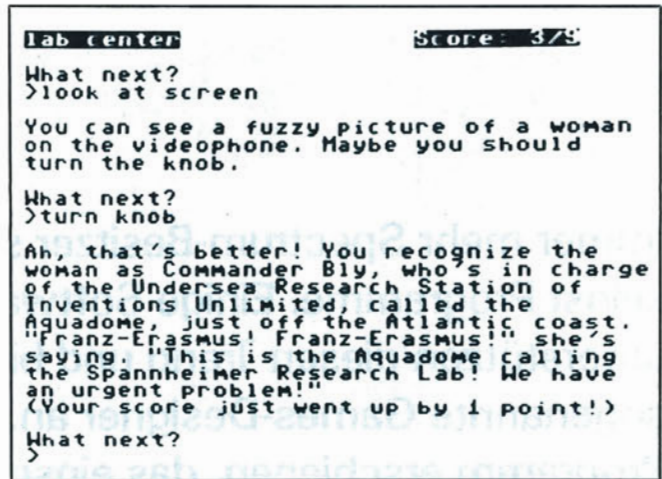 lab center Score: 3/9
What next?
>look at screen
You can see a fuzzy picture of a woman
on the videophone. Maybe you should
turn the knob.
What next?
>turn knob
Ah, that's better! You recognize the
woman as Commander Bly, who's in charge
of the Undersea Research Station of
Inventions Unlimited, called the
Aquadome, just off the Atlantic coast.
"Franz-Erasmus! Franz-Erasmus!" she's
saying. "This is the Aquadome calling
the Spannheimer Research Lab! We have
an urgent problem!"
(Your score just went up by 1 point!)
What next?
>